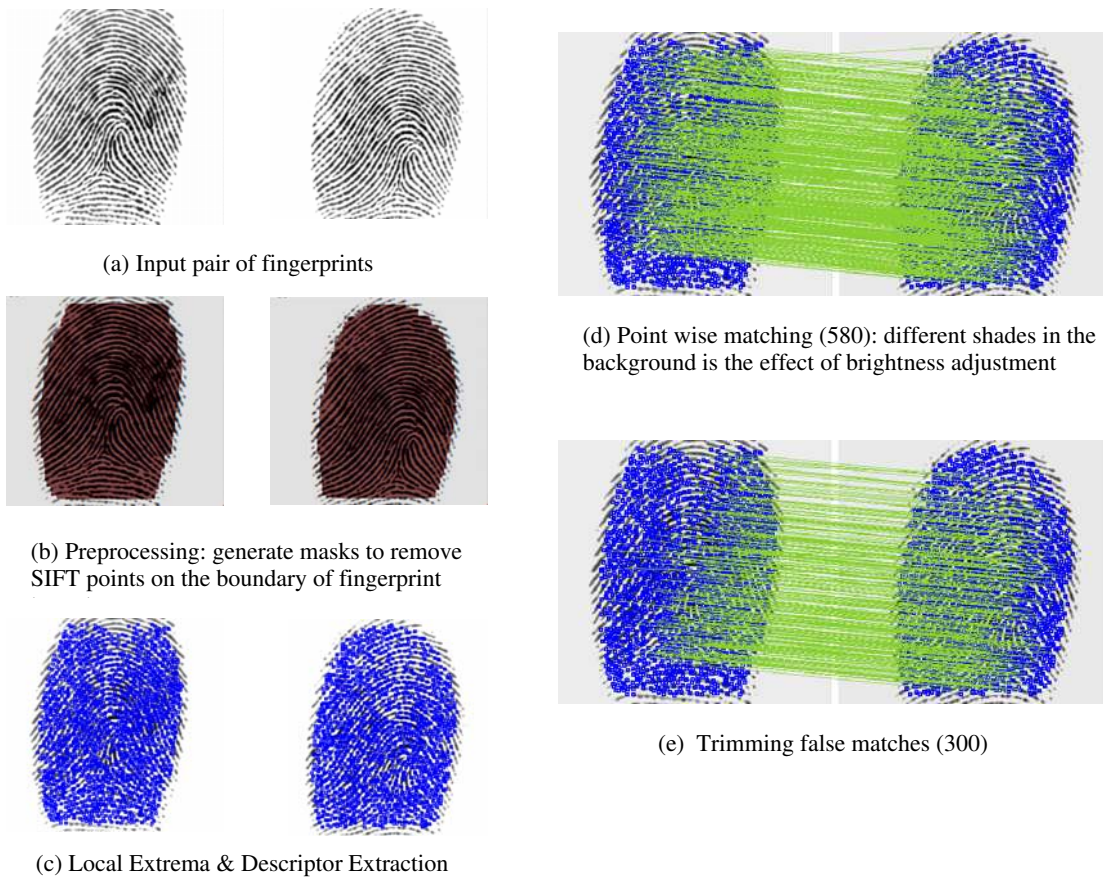 (a) Input pair of fingerprints
(b) Preprocessing: generate masks to remove
SIFT points on the boundary of fingerprint
(c) Local Extrema & Descriptor Extraction
(d) Point wise matching (580): different shades in the
background is the effect of brightness adjustment
(e) Trimming false matches (300)